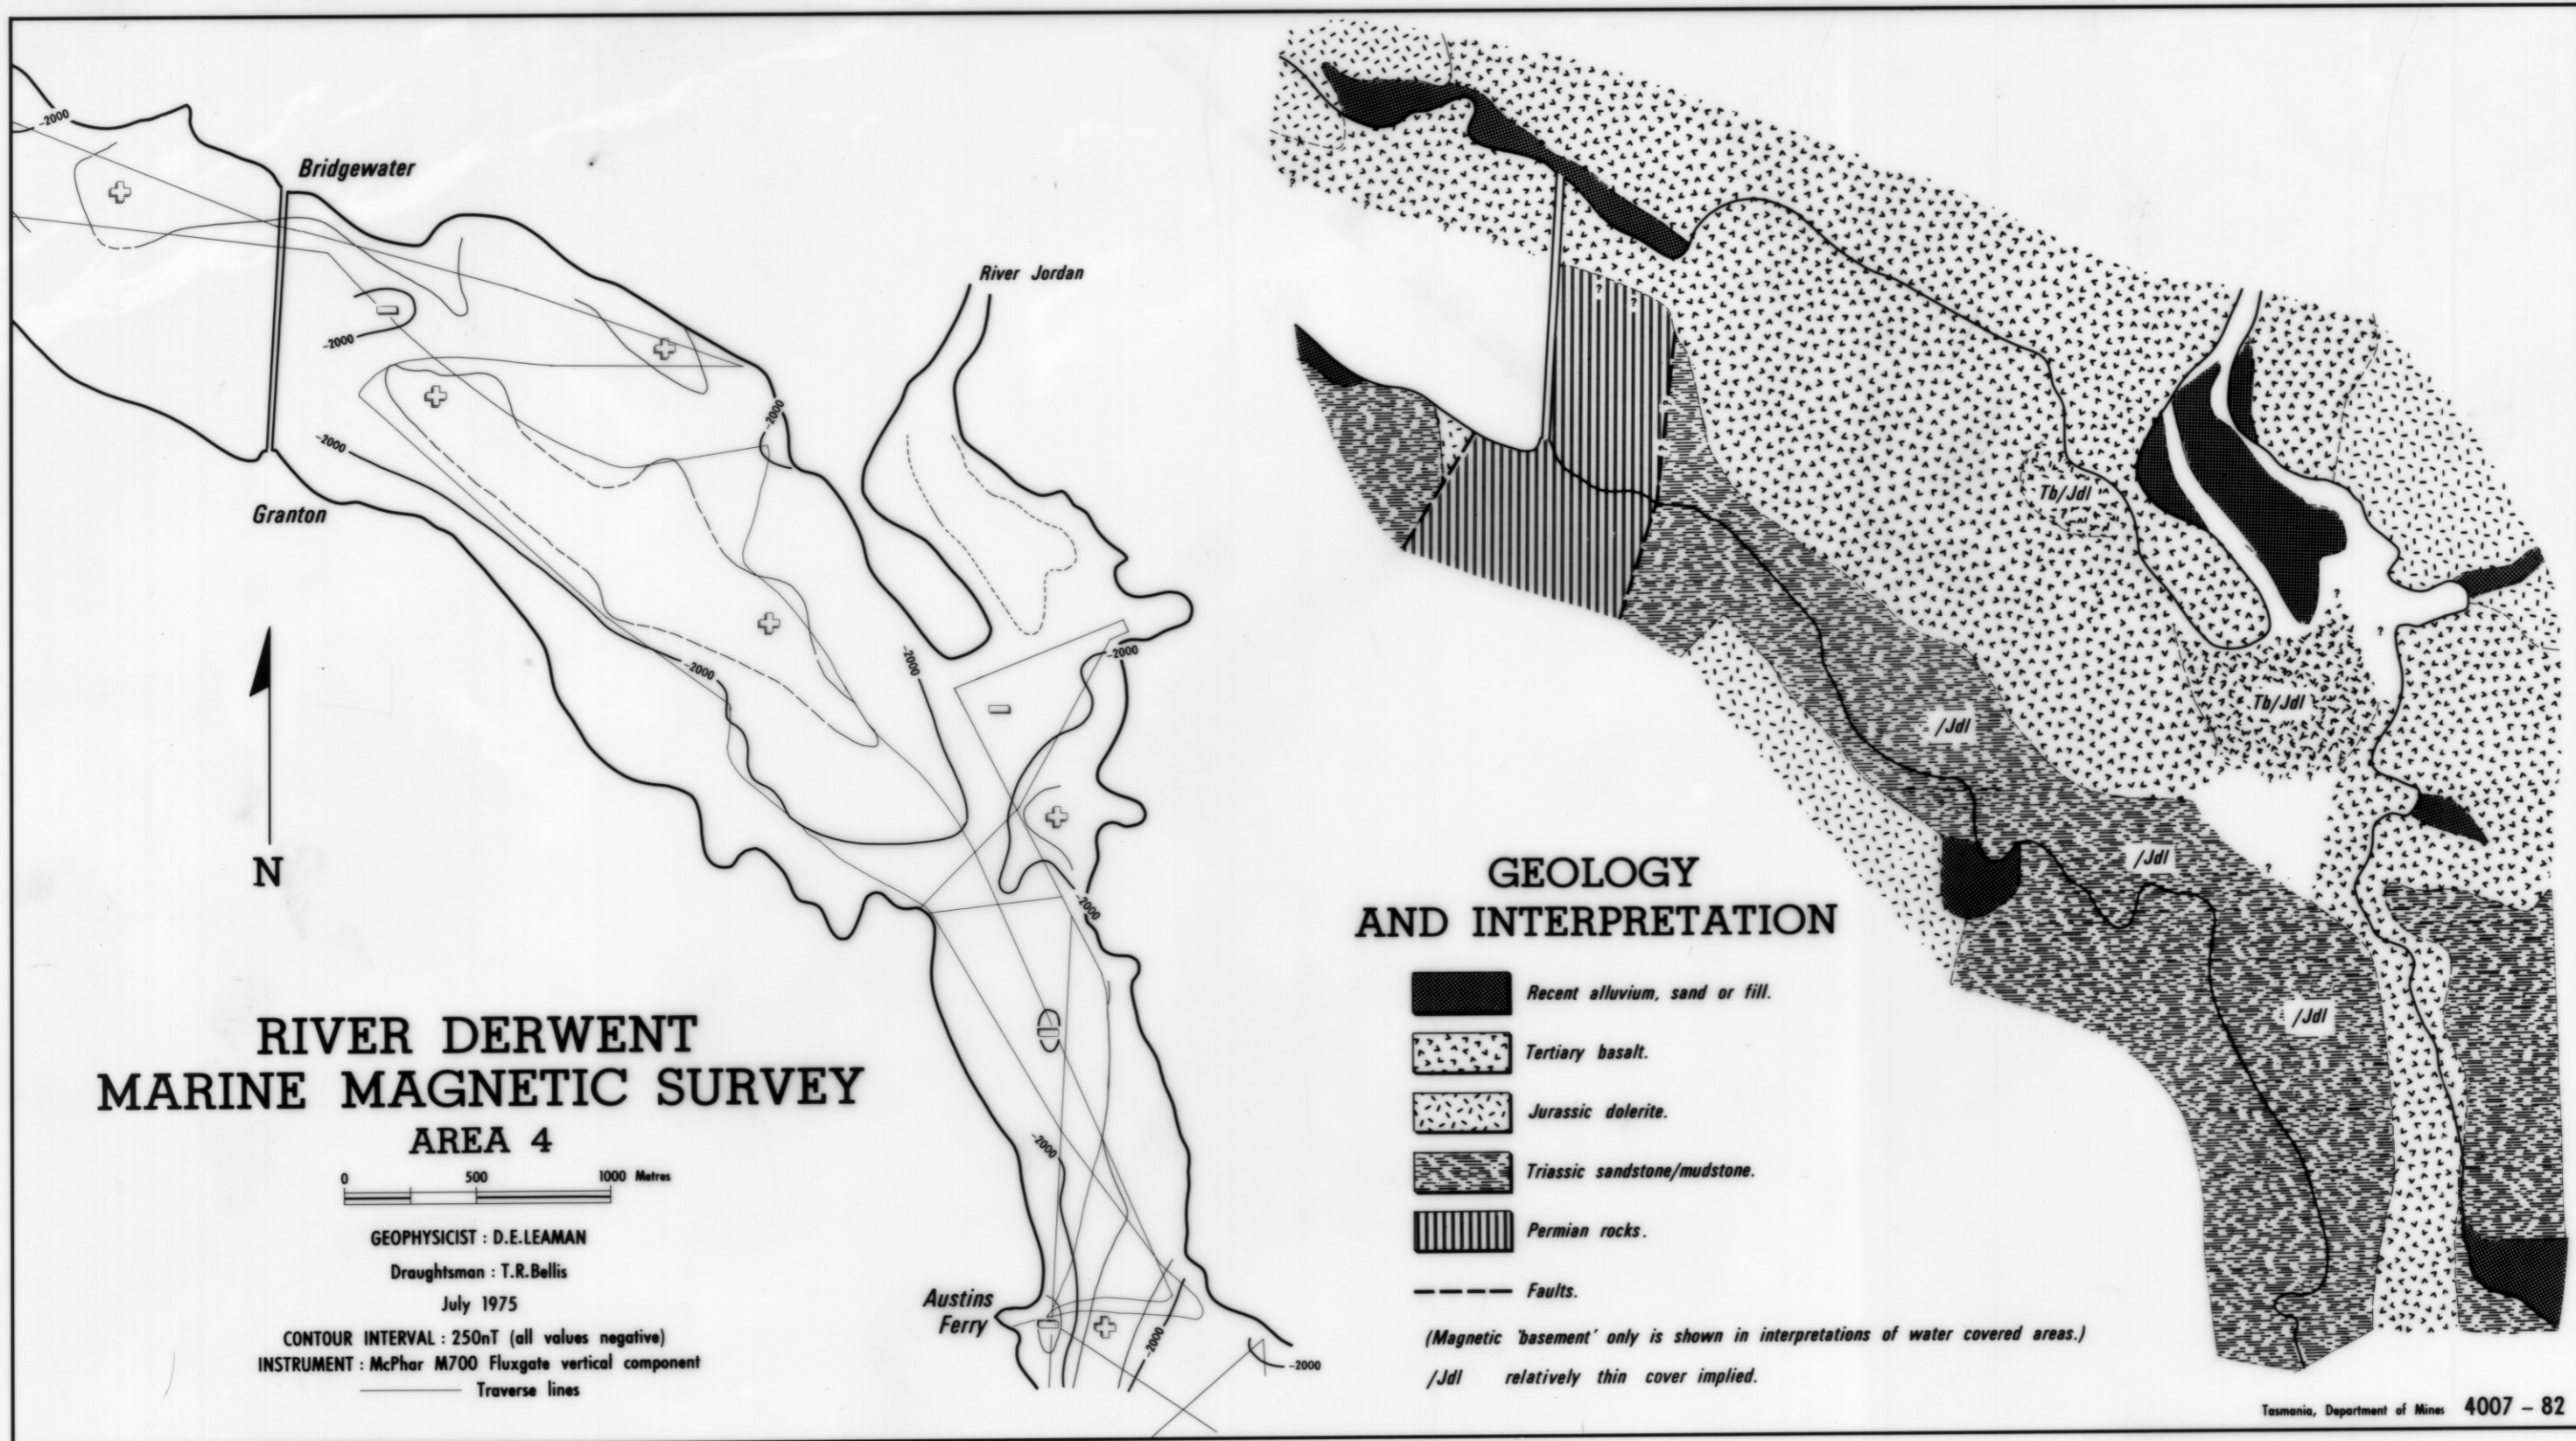 -2000
Bridgewater
River Jordan
-2000
-2000
-2000
Granton
-2000
-2000
-2000
N
-2000
-2000
-2000
-2000
Austins
Ferry
RIVER DERWENT
MARINE MAGNETIC SURVEY
AREA 4
0 500 1000 Metres
GEOPHYSICIST : D.E.LEAMAN
Draughtsman : T.R.Bellis
July 1975
CONTOUR INTERVAL : 250nT (all values negative)
INSTRUMENT : McPhar M700 Fluxgate vertical component
Traverse lines
? ? ?
? ?
?
Tb/Jdl
? ?
Tb/Jdl
/Jdl
? ?
/Jdl
?
/Jdl
GEOLOGY
AND INTERPRETATION
Recent alluvium, sand or fill.
Tertiary basalt.
Jurassic dolerite.
Triassic sandstone/mudstone.
Permian rocks.
Faults.
(Magnetic 'basement' only is shown in interpretations of water covered areas.)
/Jdl relatively thin cover implied.
Tasmania, Department of Mines 4007 – 82